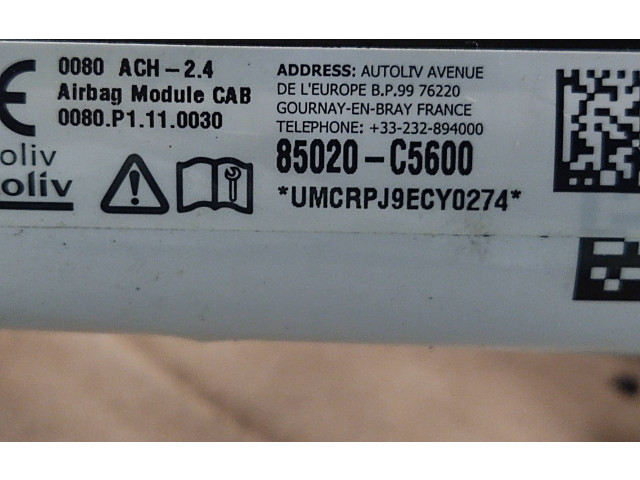 CE
0080 ACH-2.4
Airbag Module CAB
0080.P1.11.0030
oliv
oliv
ADDRESS: AUTOLIV AVENUE
DE L'EUROPE B.P.99 76220
GOURNAY-EN-BRAY FRANCE
TELEPHONE: +33-232-894000
85020-C5600
*UMCRPJ9ECY0274*